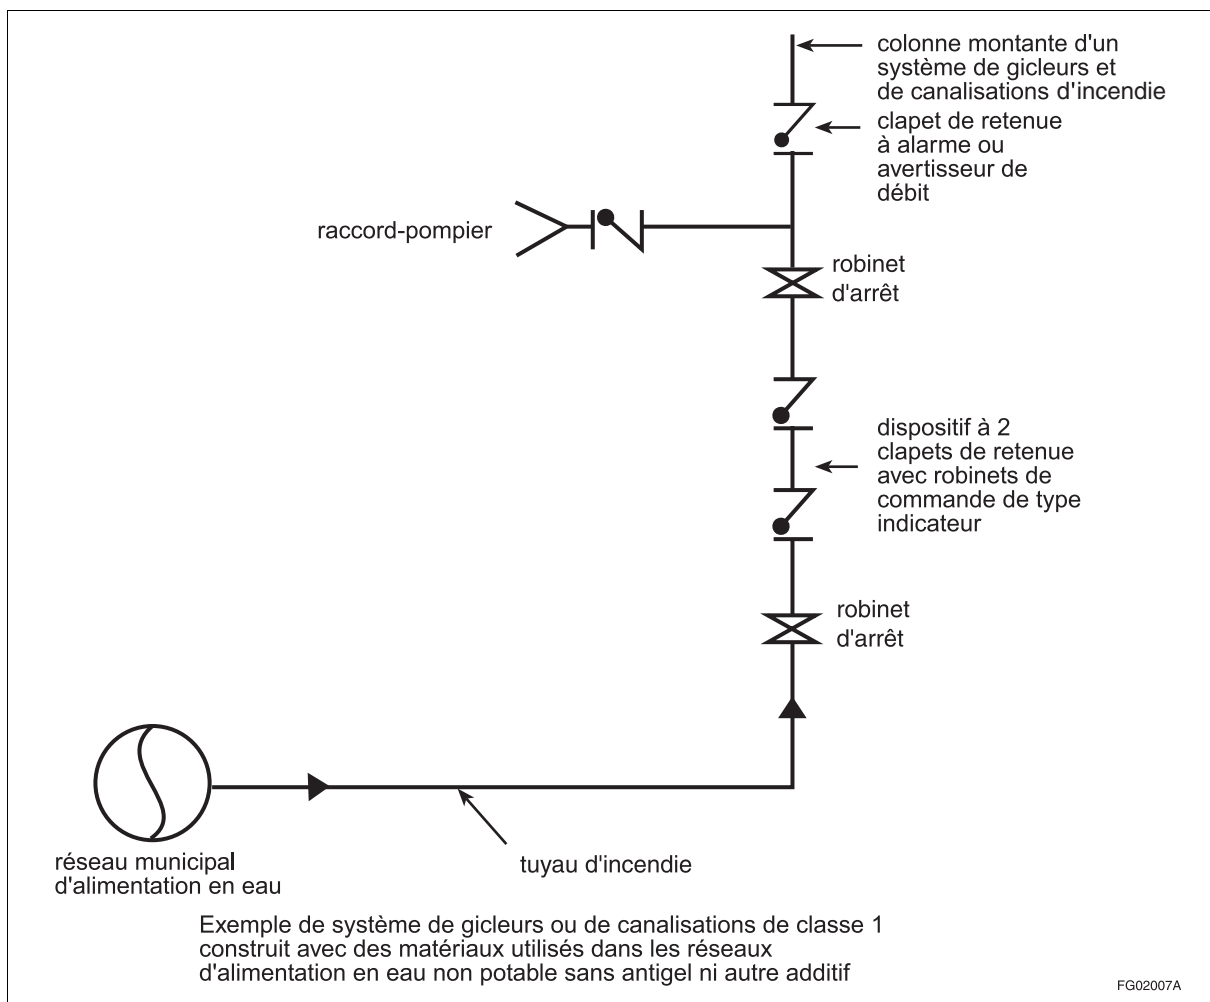 colonne montante d'un
système de gicleurs et
de canalisations d'incendie
clapet de retenue
à alarme ou
avertisseur de
débit
raccord-pompier
robinet
d'arrêt
dispositif à 2
clapets de retenue
avec robinets de
commande de type
indicateur
robinet
d'arrêt
réseau municipal
d'alimentation en eau
tuyau d'incendie
Exemple de système de gicleurs ou de canalisations de classe 1
construit avec des matériaux utilisés dans les réseaux
d'alimentation en eau non potable sans antigel ni autre additif
FG02007A